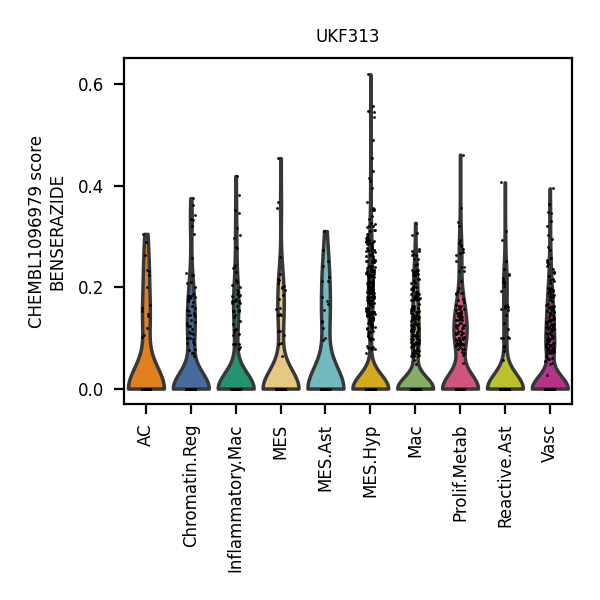 UKF313
CHEMBL1096979 score
BENSERAZIDE
0.6
0.4
0.2
0.0
AC
Chromatin.Reg
Inflammatory.Mac
MES
MES.Ast
MES.Hyp
Mac
Prolif.Metab
Reactive.Ast
Vasc